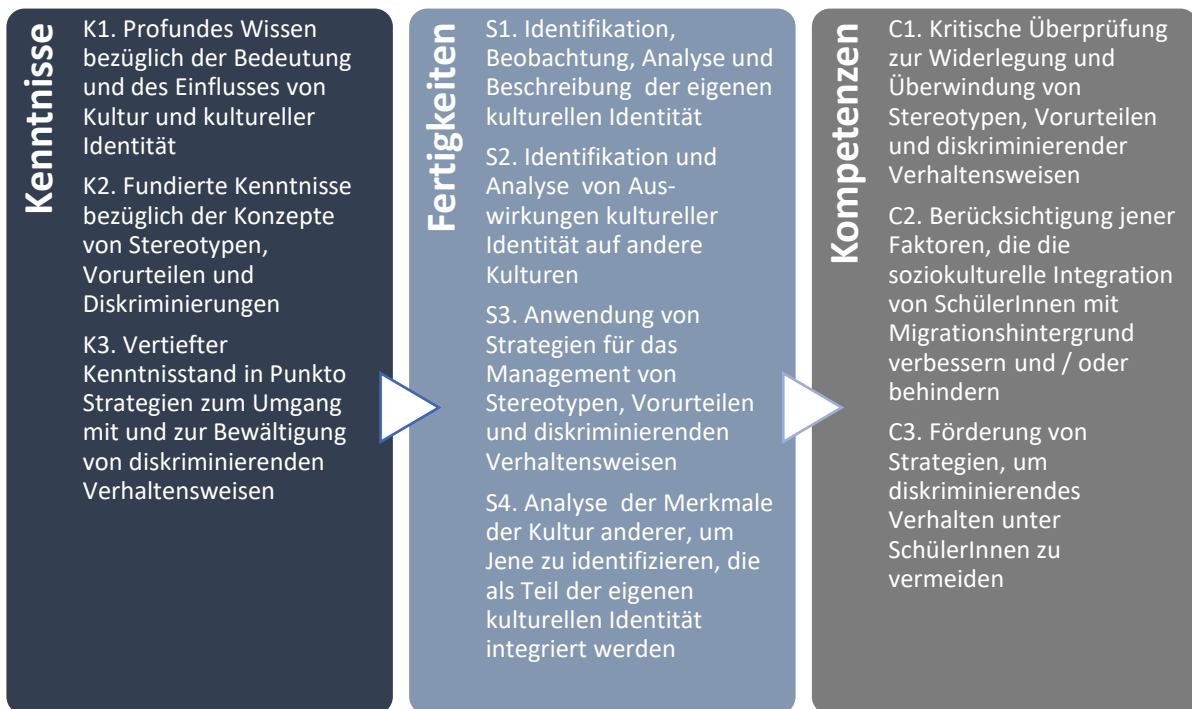 Kenntnisse
K1. Profundes Wissen
bezüglich der Bedeutung
und des Einflusses von
Kultur und kultureller
Identität
K2. Fundierte Kenntnisse
bezüglich der Konzepte
von Stereotypen,
Vorurteilen und
Diskriminierungen
K3. Vertiefter
Kenntnisstand in Punkto
Strategien zum Umgang
mit und zur Bewältigung
von diskriminierenden
Verhaltensweisen
Fertigkeiten
S1. Identifikation,
Beobachtung, Analyse und
Beschreibung der eigenen
kulturellen Identität
S2. Identifikation und
Analyse von Aus-
wirkungen kultureller
Identität auf andere
Kulturen
S3. Anwendung von
Strategien für das
Management von
Stereotypen, Vorurteilen
und diskriminierenden
Verhaltensweisen
S4. Analyse der Merkmale
der Kultur anderer, um
Jene zu identifizieren, die
als Teil der eigenen
kulturellen Identität
integriert werden
Kompetenzen
C1. Kritische Überprüfung
zur Widerlegung und
Überwindung von
Stereotypen, Vorurteilen
und diskriminierender
Verhaltensweisen
C2. Berücksichtigung jener
Faktoren, die die
soziokulturelle Integration
von SchülerInnen mit
Migrationshintergrund
verbessern und / oder
behindern
C3. Förderung von
Strategien, um
diskriminierendes
Verhalten unter
SchülerInnen zu
vermeiden